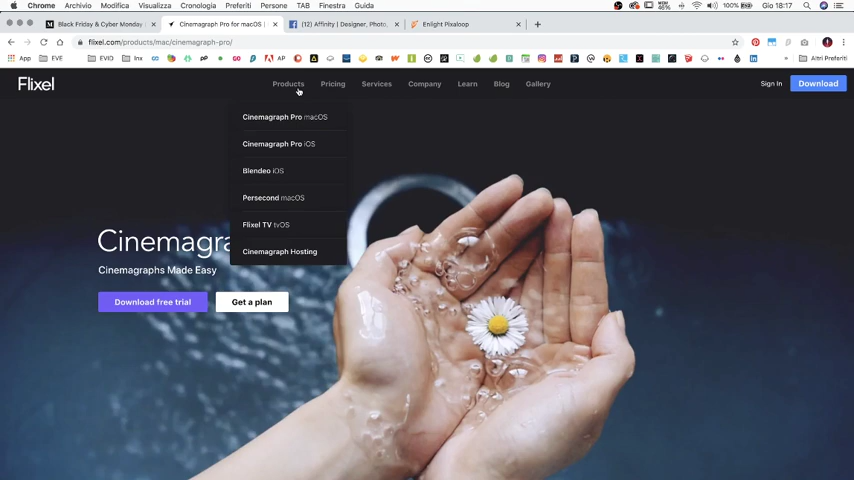 Chrome Archivio Modifica Visualizza Cronologia Preferiti Persone TAB Finestra Guida
100% Gio 18:17
Black Friday & Cyber Monday
Cinemagraph Pro for macOS |
(12) Affinity | Designer, Photo,
Enlight Pixaloop
flixel.com/products/mac/cinemagraph-pro/
App EVE EVIO Inx Altri Preferiti
Flixel Products Pricing Services Company Learn Blog Gallery Sign In Download
Cinemagraph Pro macOS
Cinemagraph Pro iOS
Blendeo iOS
Persecond macOS
Flixel TV tvOS
Cinemagraph Hosting
Cinemagra
Cinemagraphs Made Easy
Download free trial Get a plan